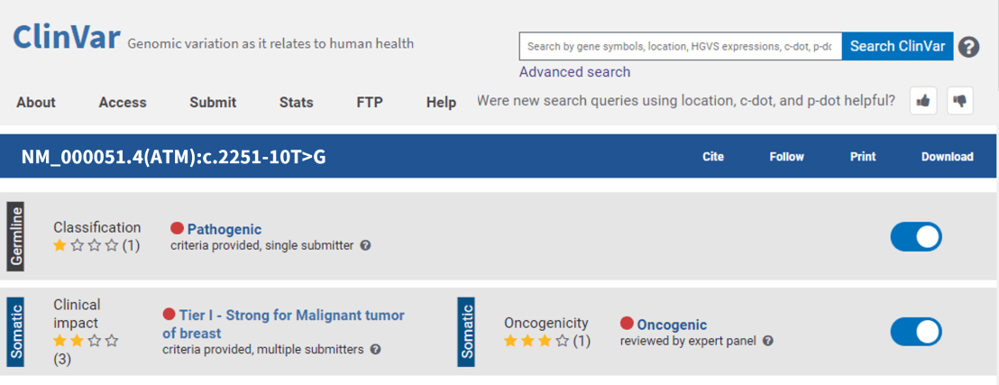 ClinVar Genomic variation as it relates to human health
Search by gene symbols, location, HGVS expressions, c-dot, p-dc
Search ClinVar
?
Advanced search
About Access Submit Stats FTP Help
Were new search queries using location, c-dot, and p-dot helpful?
NM_000051.4(ATM):c.2251-10T>G
Cite Follow Print Download
Germline
Classification
(1)
Pathogenic
criteria provided, single submitter ?
Somatic
Clinical
impact
(3)
Tier I - Strong for Malignant tumor
of breast
criteria provided, multiple submitters ?
Somatic
Oncogenicity
(1)
Oncogenic
reviewed by expert panel ?